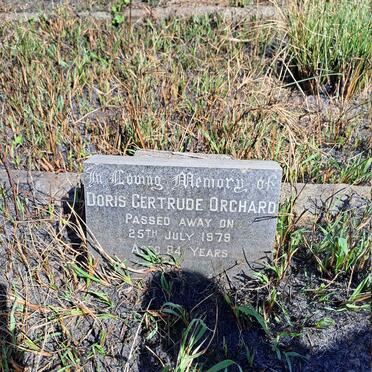 In Loving Memory of
DORIS GERTRUDE ORCHARD
PASSED AWAY ON
25TH JULY 1979
AGED 84 YEARS